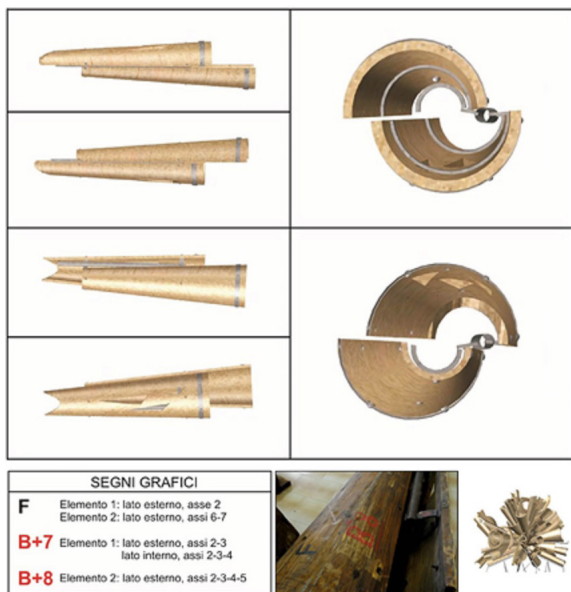 SEGNI GRAFICI
F Elemento 1: lato esterno, asse 2
Elemento 2: lato esterno, assi 6-7
B+7 Elemento 1: lato esterno, assi 2-3
lato interno, assi 2-3-4
B+8 Elemento 2: lato esterno, assi 2-3-4-5